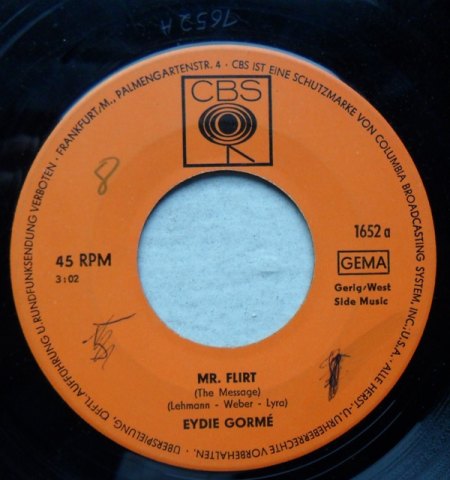 7652 A
CBS
FRANKFURT/M., PALMENGARTENSTR. 4 · CBS IST EINE SCHUTZMARKE VON COLUMBIA BROADCASTING SYSTEM, INC., U.S.A. · ALLE HERST.- U. URHEBERRECHTE VORBEHALTEN · ÜBERSPIELUNG, ÖFFTL. AUFFÜHRUNG U. RUNDFUNKSENDUNG VERBOTEN ·
8
1652 a
45 RPM
GEMA
3:02
Gerig/West
Side Music
MR. FLIRT
(The Message)
(Lehmann - Weber - Lyra)
EYDIE GORMÉ